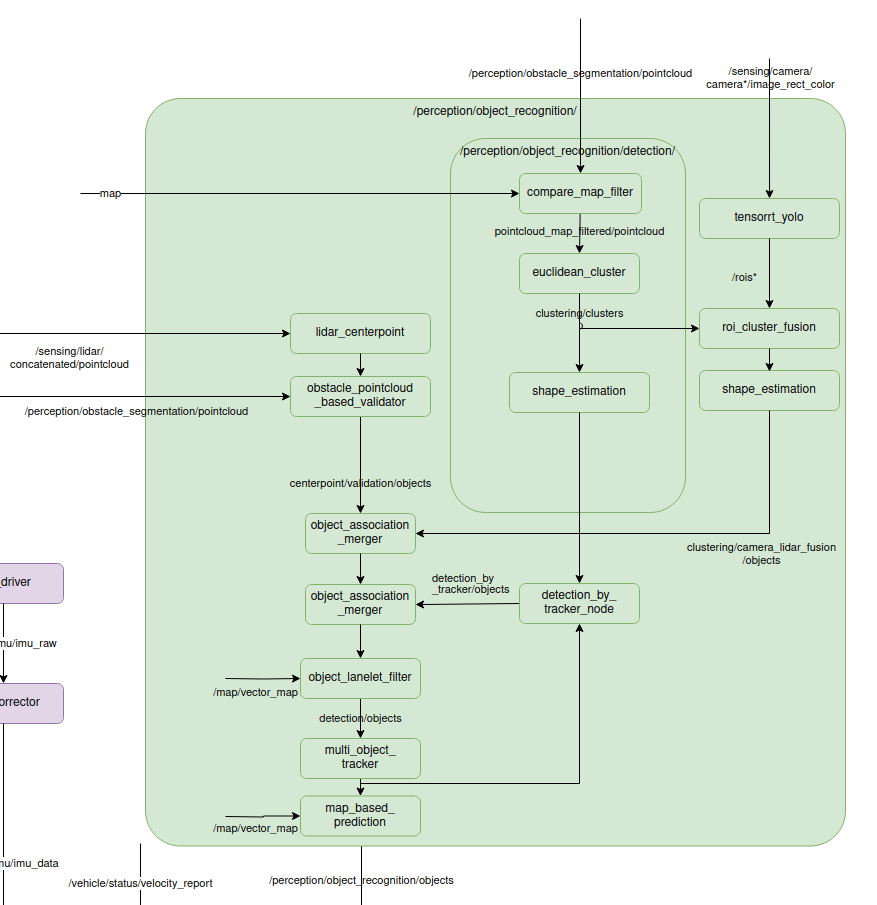 /perception/obstacle_segmentation/pointcloud
/sensing/camera/
camera*/image_rect_color
/perception/object_recognition/
/perception/object_recognition/detection/
map
compare_map_filter
tensorrt_yolo
pointcloud_map_filtered/pointcloud
euclidean_cluster
/rois*
clustering/clusters
lidar_centerpoint
roi_cluster_fusion
/sensing/lidar/
concatenated/pointcloud
obstacle_pointcloud
_based_validator
shape_estimation
shape_estimation
/perception/obstacle_segmentation/pointcloud
centerpoint/validation/objects
object_association
_merger
clustering/camera_lidar_fusion
/objects
_driver
detection_by
_tracker/objects
object_association
_merger
detection_by_
tracker_node
mu/imu_raw
object_lanelet_filter
/map/vector_map
orrector
detection/objects
multi_object_
tracker
map_based_
prediction
/map/vector_map
mu/imu_data
/vehicle/status/velocity_report
/perception/object_recognition/objects